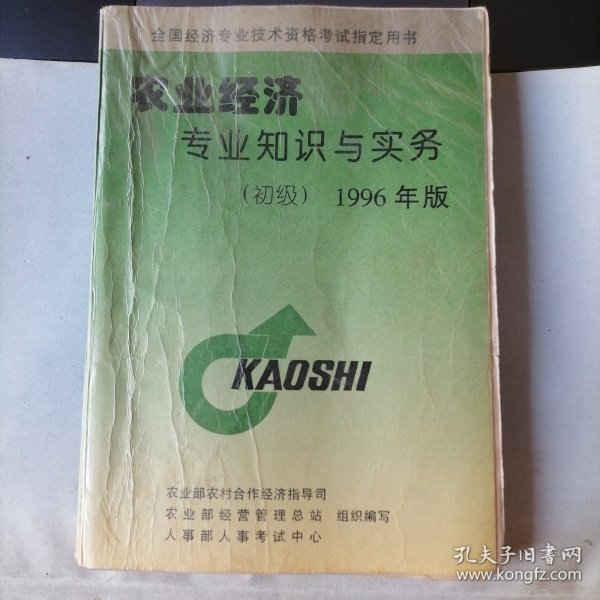 全国经济专业技术资格考试指定用书
农业经济
专业知识与实务
(初级) 1996年版
KAOSHI
农业部农村合作经济指导司
农业部经营管理总站 组织编写
人事部人事考试中心
孔夫子旧书网
www.kongfz.com